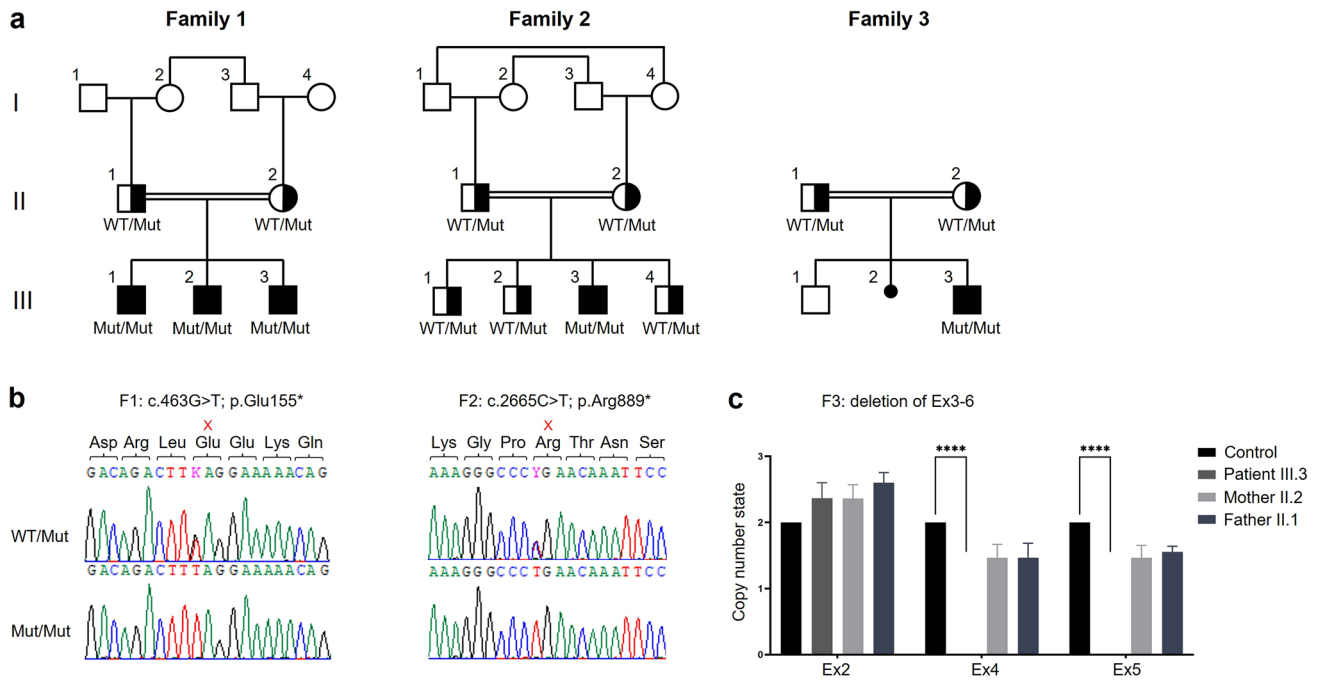 a
Family 1
Family 2
Family 3
I
1 2 3 4
1 2 3 4
II
1 2
1 2
1 2
WT/Mut WT/Mut
WT/Mut WT/Mut
WT/Mut WT/Mut
III
1 2 3
1 2 3 4
1 2 3
Mut/Mut Mut/Mut Mut/Mut
WT/Mut WT/Mut Mut/Mut WT/Mut
Mut/Mut
b
F1: c.463G>T; p.Glu155*
X
Asp Arg Leu Glu Glu Lys Gln
GACAGACTTKAGGAAAAACAG
WT/Mut
GACAGACTTTAGGAAAAACAG
Mut/Mut
F2: c.2665C>T; p.Arg889*
X
Lys Gly Pro Arg Thr Asn Ser
AAAGGGCCCYGAACAAATTCC
AAAGGGCCCTGAACAAATTCC
c
F3: deletion of Ex3-6
Copy number state
3
2
1
0
****
****
Ex2 Ex4 Ex5
Control
Patient III.3
Mother II.2
Father II.1